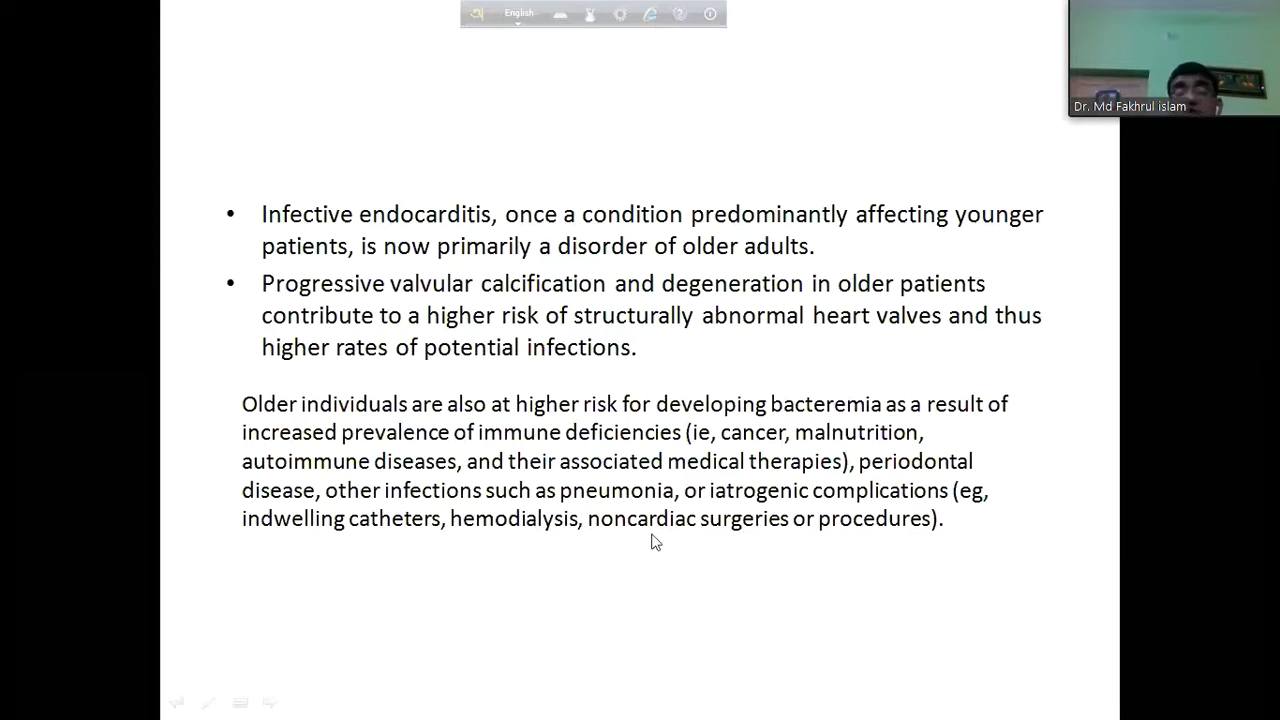 English
Dr. Md Fakhrul islam
• Infective endocarditis, once a condition predominantly affecting younger
patients, is now primarily a disorder of older adults.
• Progressive valvular calcification and degeneration in older patients
contribute to a higher risk of structurally abnormal heart valves and thus
higher rates of potential infections.
Older individuals are also at higher risk for developing bacteremia as a result of
increased prevalence of immune deficiencies (ie, cancer, malnutrition,
autoimmune diseases, and their associated medical therapies), periodontal
disease, other infections such as pneumonia, or iatrogenic complications (eg,
indwelling catheters, hemodialysis, noncardiac surgeries or procedures).